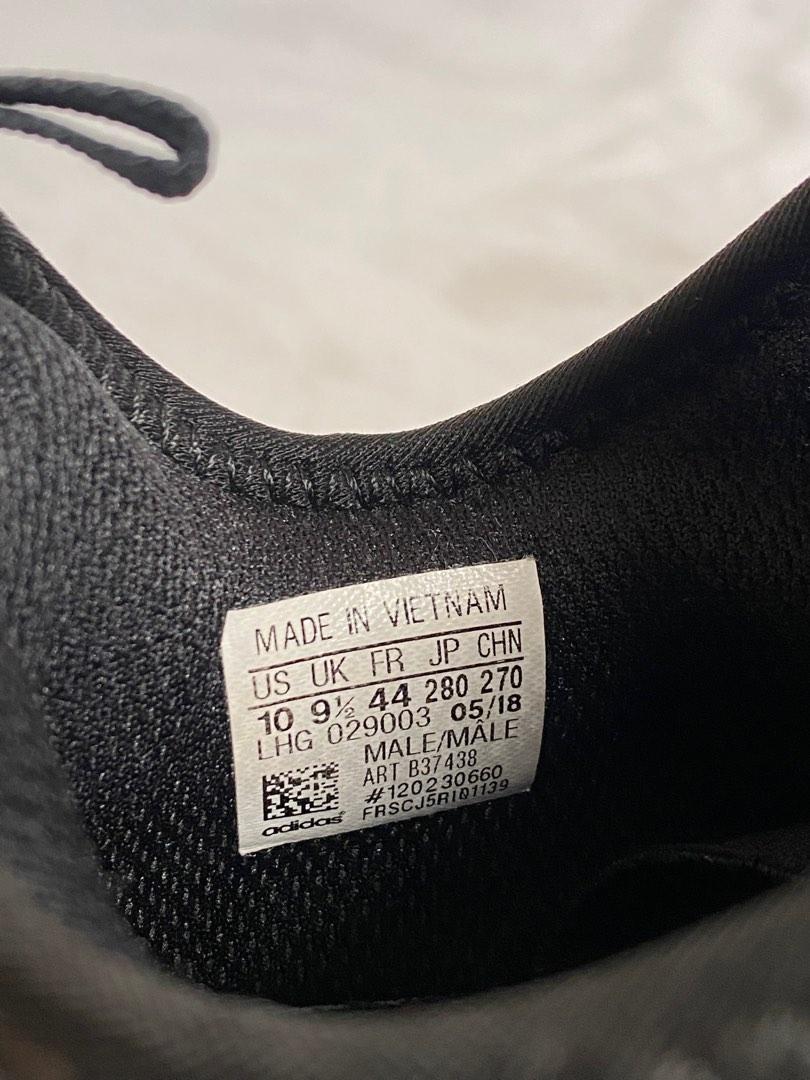 MADE IN VIETNAM
US UK FR JP CHN
10 9½ 44 280 270
LHG 029003 05/18
MALE/MÂLE
ART B37438
#120230660
FRSCJ5RI01139
adidas